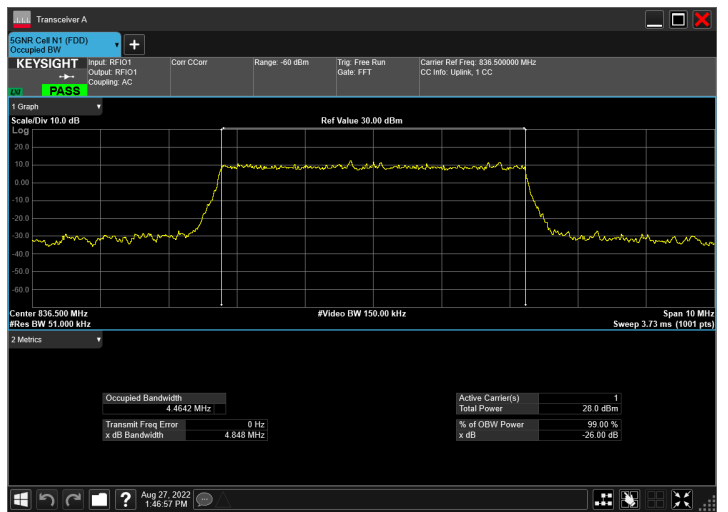 Transceiver A
5GNR Cell N1 (FDD)
Occupied BW
KEYSIGHT
LXI
PASS
Input: RFIO1
Output: RFIO1
Coupling: AC
Corr CCorr
Range: -60 dBm
Trig: Free Run
Gate: FFT
Carrier Ref Freq: 836.500000 MHz
CC Info: Uplink, 1 CC
1 Graph
Scale/Div 10.0 dB
Ref Value 30.00 dBm
Log
20.0
10.0
0.00
-10.0
-20.0
-30.0
-40.0
-50.0
-60.0
Center 836.500 MHz
#Video BW 150.00 kHz
Span 10 MHz
#Res BW 51.000 kHz
Sweep 3.73 ms (1001 pts)
2 Metrics
Occupied Bandwidth
4.4642 MHz
Transmit Freq Error 0 Hz
x dB Bandwidth 4.848 MHz
Active Carrier(s) 1
Total Power 28.0 dBm
% of OBW Power 99.00 %
x dB -26.00 dB
?
Aug 27, 2022
1:46:57 PM